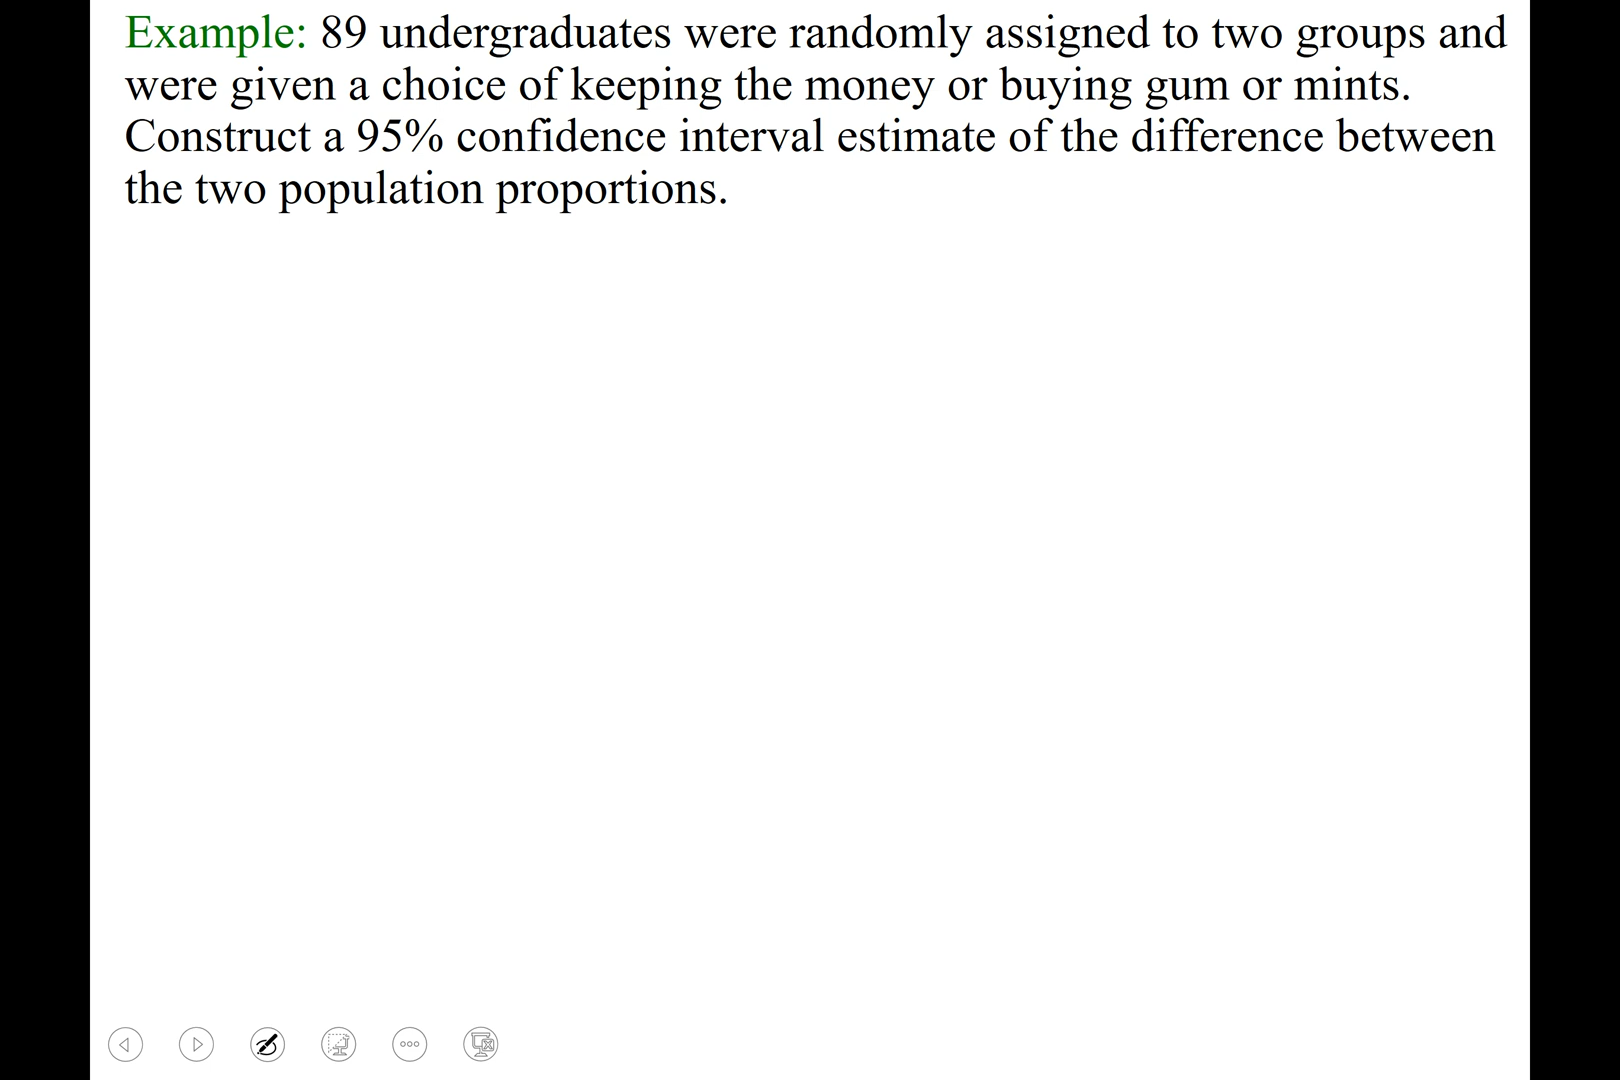 Example: 89 undergraduates were randomly assigned to two groups and
were given a choice of keeping the money or buying gum or mints.
Construct a 95% confidence interval estimate of the difference between
the two population proportions.